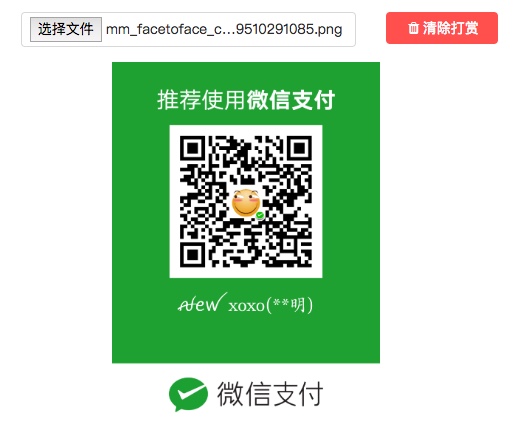 选择文件 mm_facetoface_c...9510291085.png 清除打赏
推荐使用微信支付
afew xoxo(**明)
微信支付